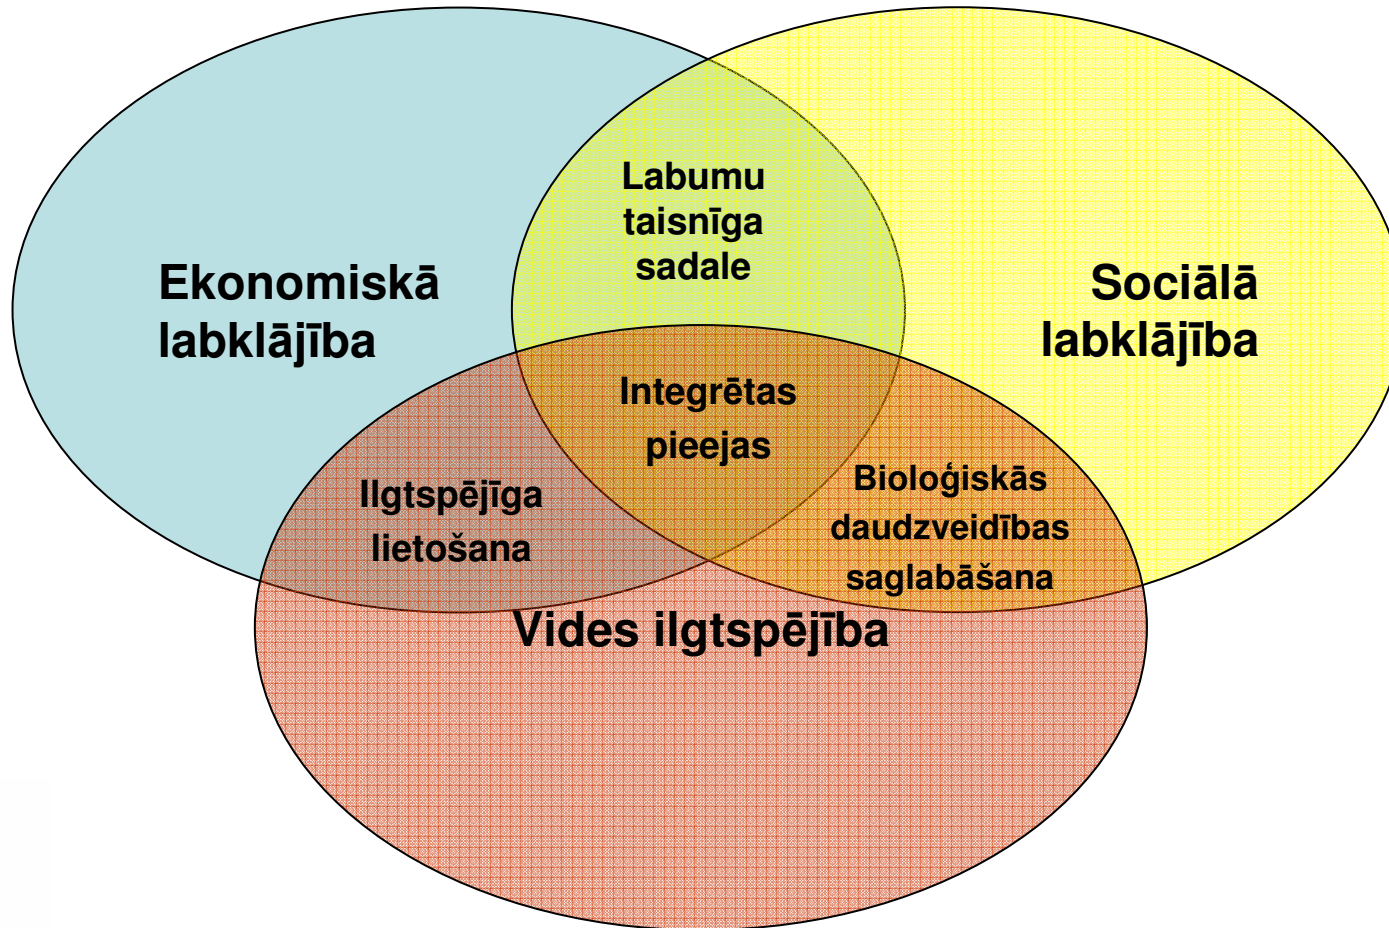 Labumu
taisnīga
sadale
Ekonomiskā
labklājība
Sociālā
labklājība
Integrētas
pieejas
Ilgtspējīga
lietošana
Bioloģiskās
daudzveidības
saglabāšana
Vides ilgtspējība